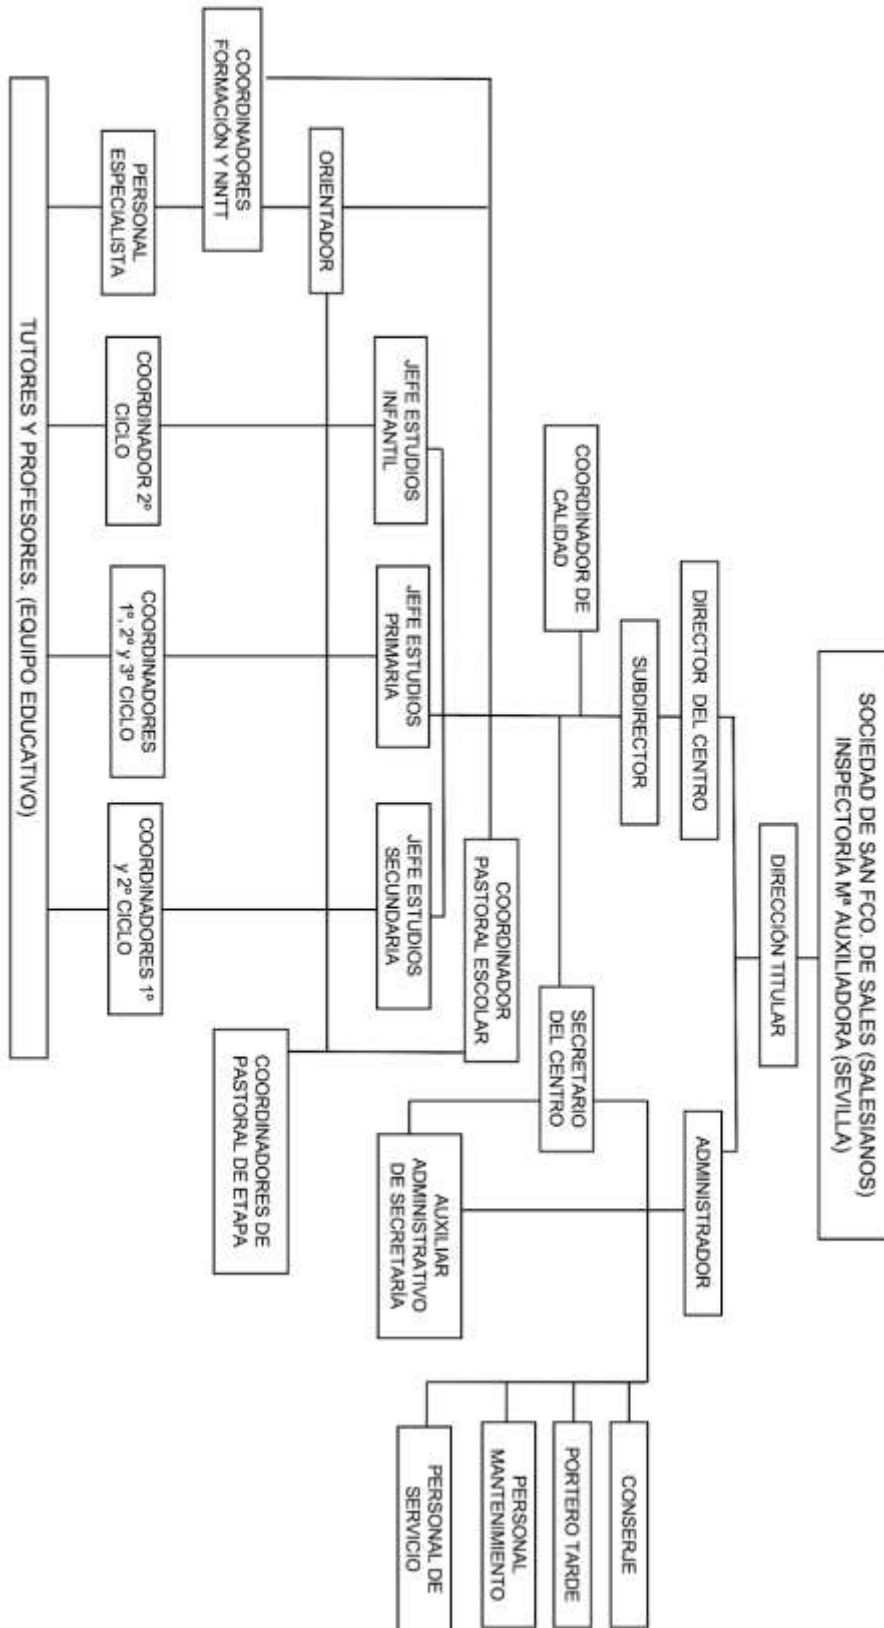 SOCIEDAD DE SAN FCO. DE SALES (SALESIANOS)
INSPECTORÍA Mª AUXILIADORA (SEVILLA)
DIRECCIÓN TITULAR
DIRECTOR DEL CENTRO
ADMINISTRADOR
SUBDIRECTOR
CONSERJE
COORDINADOR DE
CALIDAD
SECRETARIO
DEL CENTRO
PORTERO TARDE
COORDINADOR
PASTORAL ESCOLAR
PERSONAL
MANTENIMIENTO
JEFE ESTUDIOS
INFANTIL
JEFE ESTUDIOS
PRIMARIA
JEFE ESTUDIOS
SECUNDARIA
AUXILIAR
ADMINISTRATIVO
DE SECRETARÍA
PERSONAL DE
SERVICIO
ORIENTADOR
COORDINADORES
FORMACIÓN Y NNTT
COORDINADORES DE
PASTORAL DE ETAPA
PERSONAL
ESPECIALISTA
COORDINADOR 2º
CICLO
COORDINADORES
1º, 2º y 3º CICLO
COORDINADORES 1º
y 2º CICLO
TUTORES Y PROFESORES. (EQUIPO EDUCATIVO)